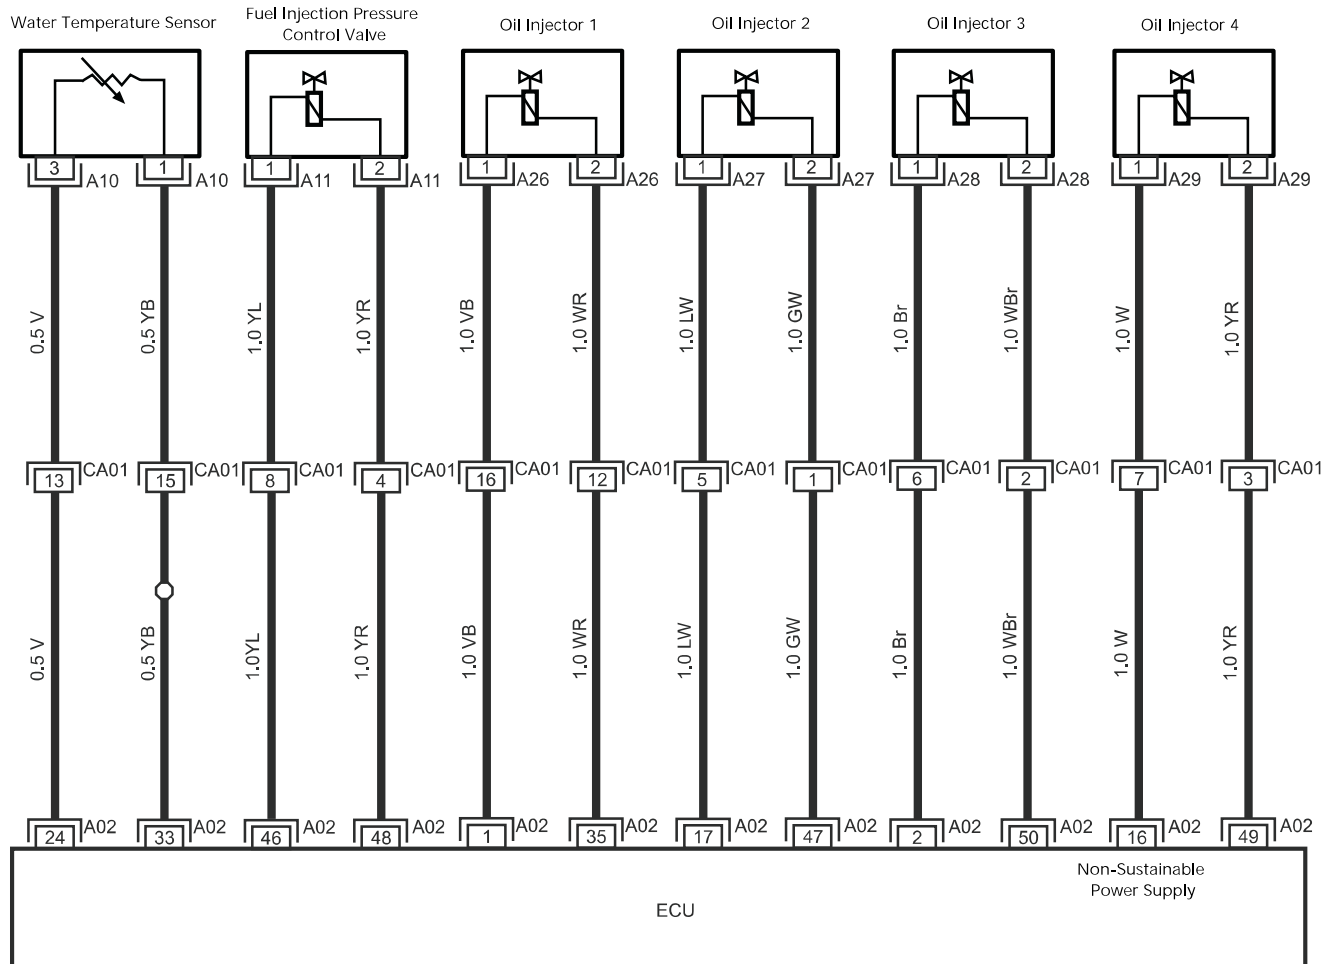 Water Temperature Sensor
Fuel Injection Pressure
Control Valve
Oil Injector 1
Oil Injector 2
Oil Injector 3
Oil Injector 4
3 A10 1 A10 1 A11 2 A11 1 A26 2 A26 1 A27 2 A27 1 A28 2 A28 1 A29 2 A29
0.5 V
0.5 YB
1.0 YL
1.0 YR
1.0 VB
1.0 WR
1.0 LW
1.0 GW
1.0 Br
1.0 WBr
1.0 W
1.0 YR
13 CA01 15 CA01 8 CA01 4 CA01 16 CA01 12 CA01 5 CA01 1 CA01 6 CA01 2 CA01 7 CA01 3 CA01
0.5 V
0.5 YB
1.0YL
1.0 YR
1.0 VB
1.0 WR
1.0 LW
1.0 GW
1.0 Br
1.0 WBr
1.0 W
1.0 YR
24 A02 33 A02 46 A02 48 A02 1 A02 35 A02 17 A02 47 A02 2 A02 50 A02 16 A02 49 A02
Non-Sustainable
Power Supply
ECU